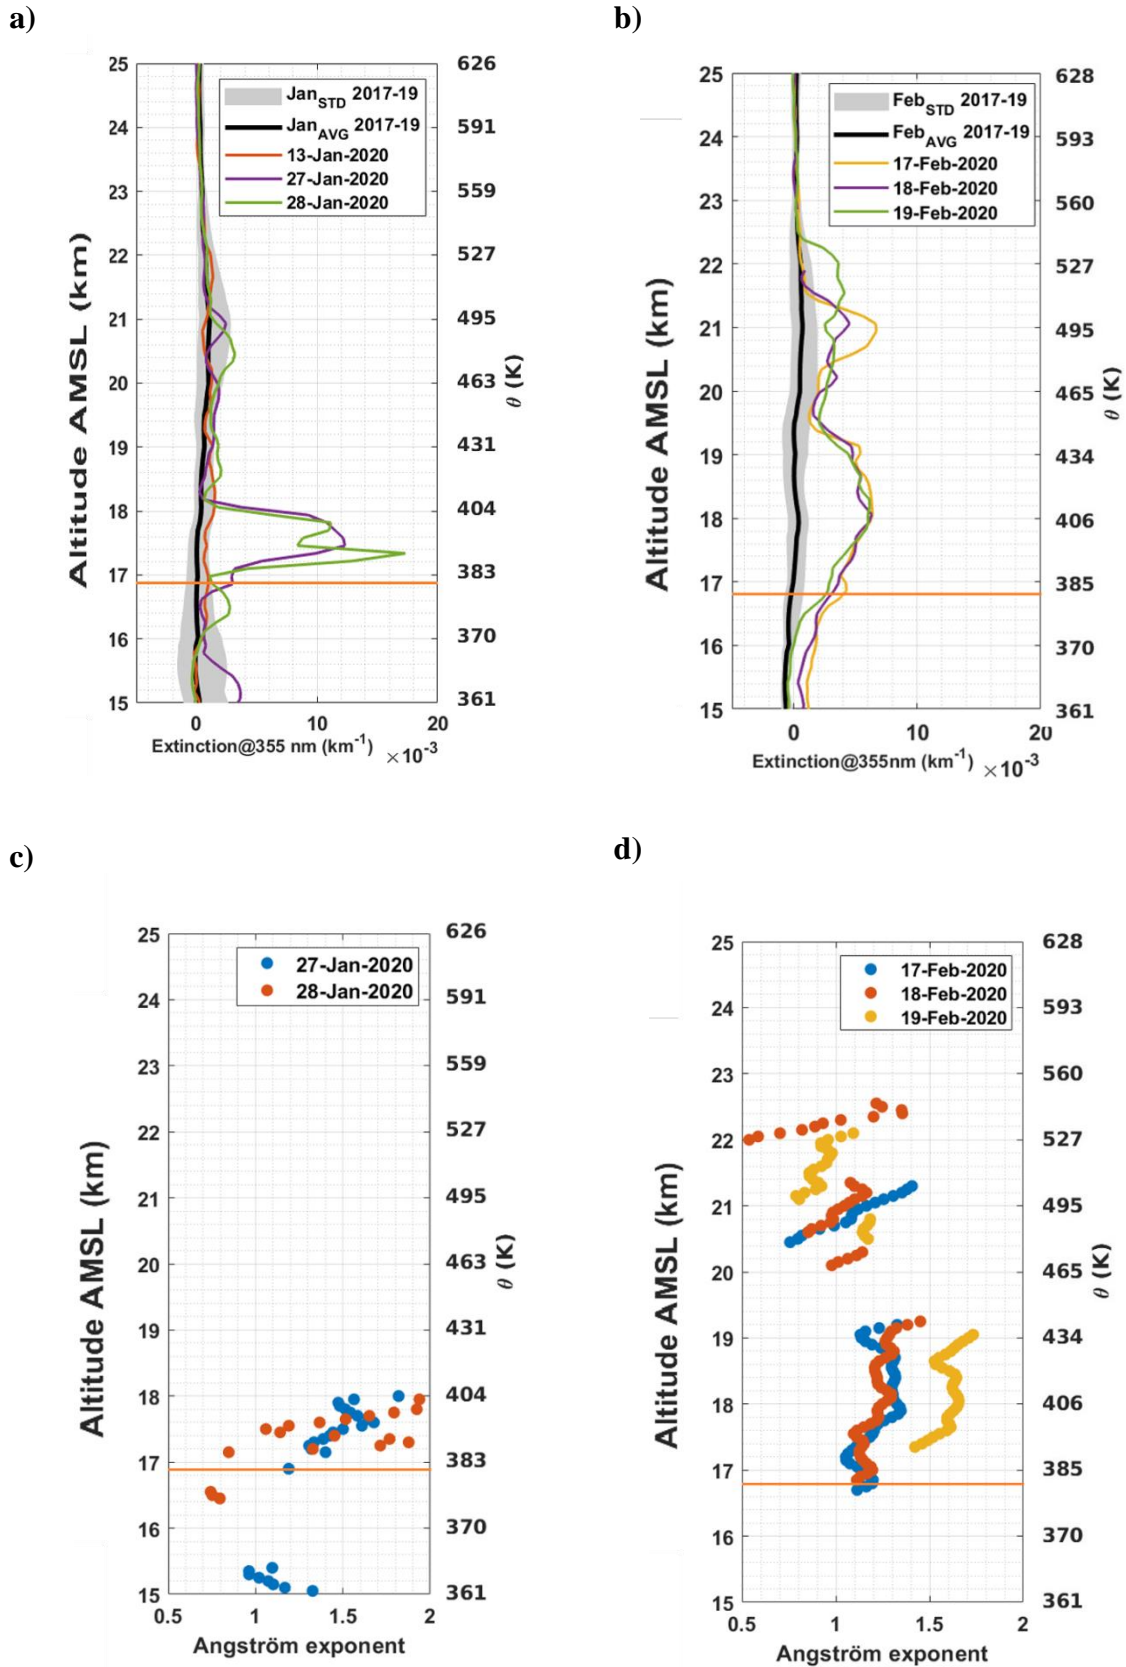 a)
25
24
23
22
21
20
19
18
17
16
15
626
591
559
527
495
463
431
404
383
370
361
Jan_STD 2017-19
Jan_AVG 2017-19
13-Jan-2020
27-Jan-2020
28-Jan-2020
Altitude AMSL (km)
θ (K)
0 10 20
Extinction@355 nm (km⁻¹) ×10⁻³
b)
25
24
23
22
21
20
19
18
17
16
15
628
593
560
527
495
465
434
406
385
370
361
Feb_STD 2017-19
Feb_AVG 2017-19
17-Feb-2020
18-Feb-2020
19-Feb-2020
Altitude AMSL (km)
θ (K)
0 10 20
Extinction@355nm (km⁻¹) ×10⁻³
c)
25
24
23
22
21
20
19
18
17
16
15
626
591
559
527
495
463
431
404
383
370
361
27-Jan-2020
28-Jan-2020
Altitude AMSL (km)
θ (K)
0.5 1 1.5 2
Angström exponent
d)
25
24
23
22
21
20
19
18
17
16
15
628
593
560
527
495
465
434
406
385
370
361
17-Feb-2020
18-Feb-2020
19-Feb-2020
Altitude AMSL (km)
θ (K)
0.5 1 1.5 2
Angström exponent